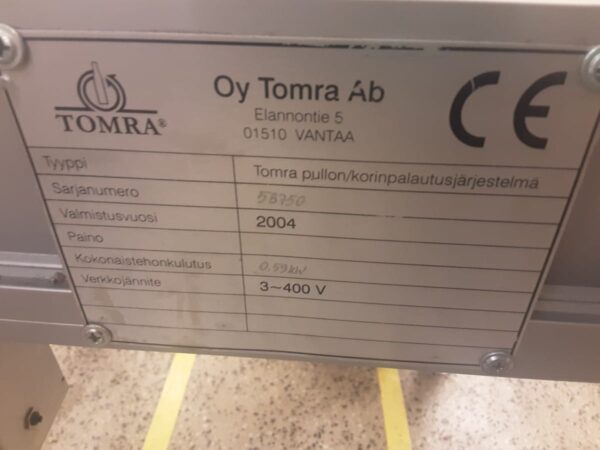 TOMRA®
Oy Tomra Ab
Elannontie 5
01510 VANTAA
CE
Tyyppi Tomra pullon/korinpalautusjärjestelmä
Sarjanumero 58750
Valmistusvuosi 2004
Paino
Kokonaistehonkulutus 0.59kW
Verkkojännite 3~400 V